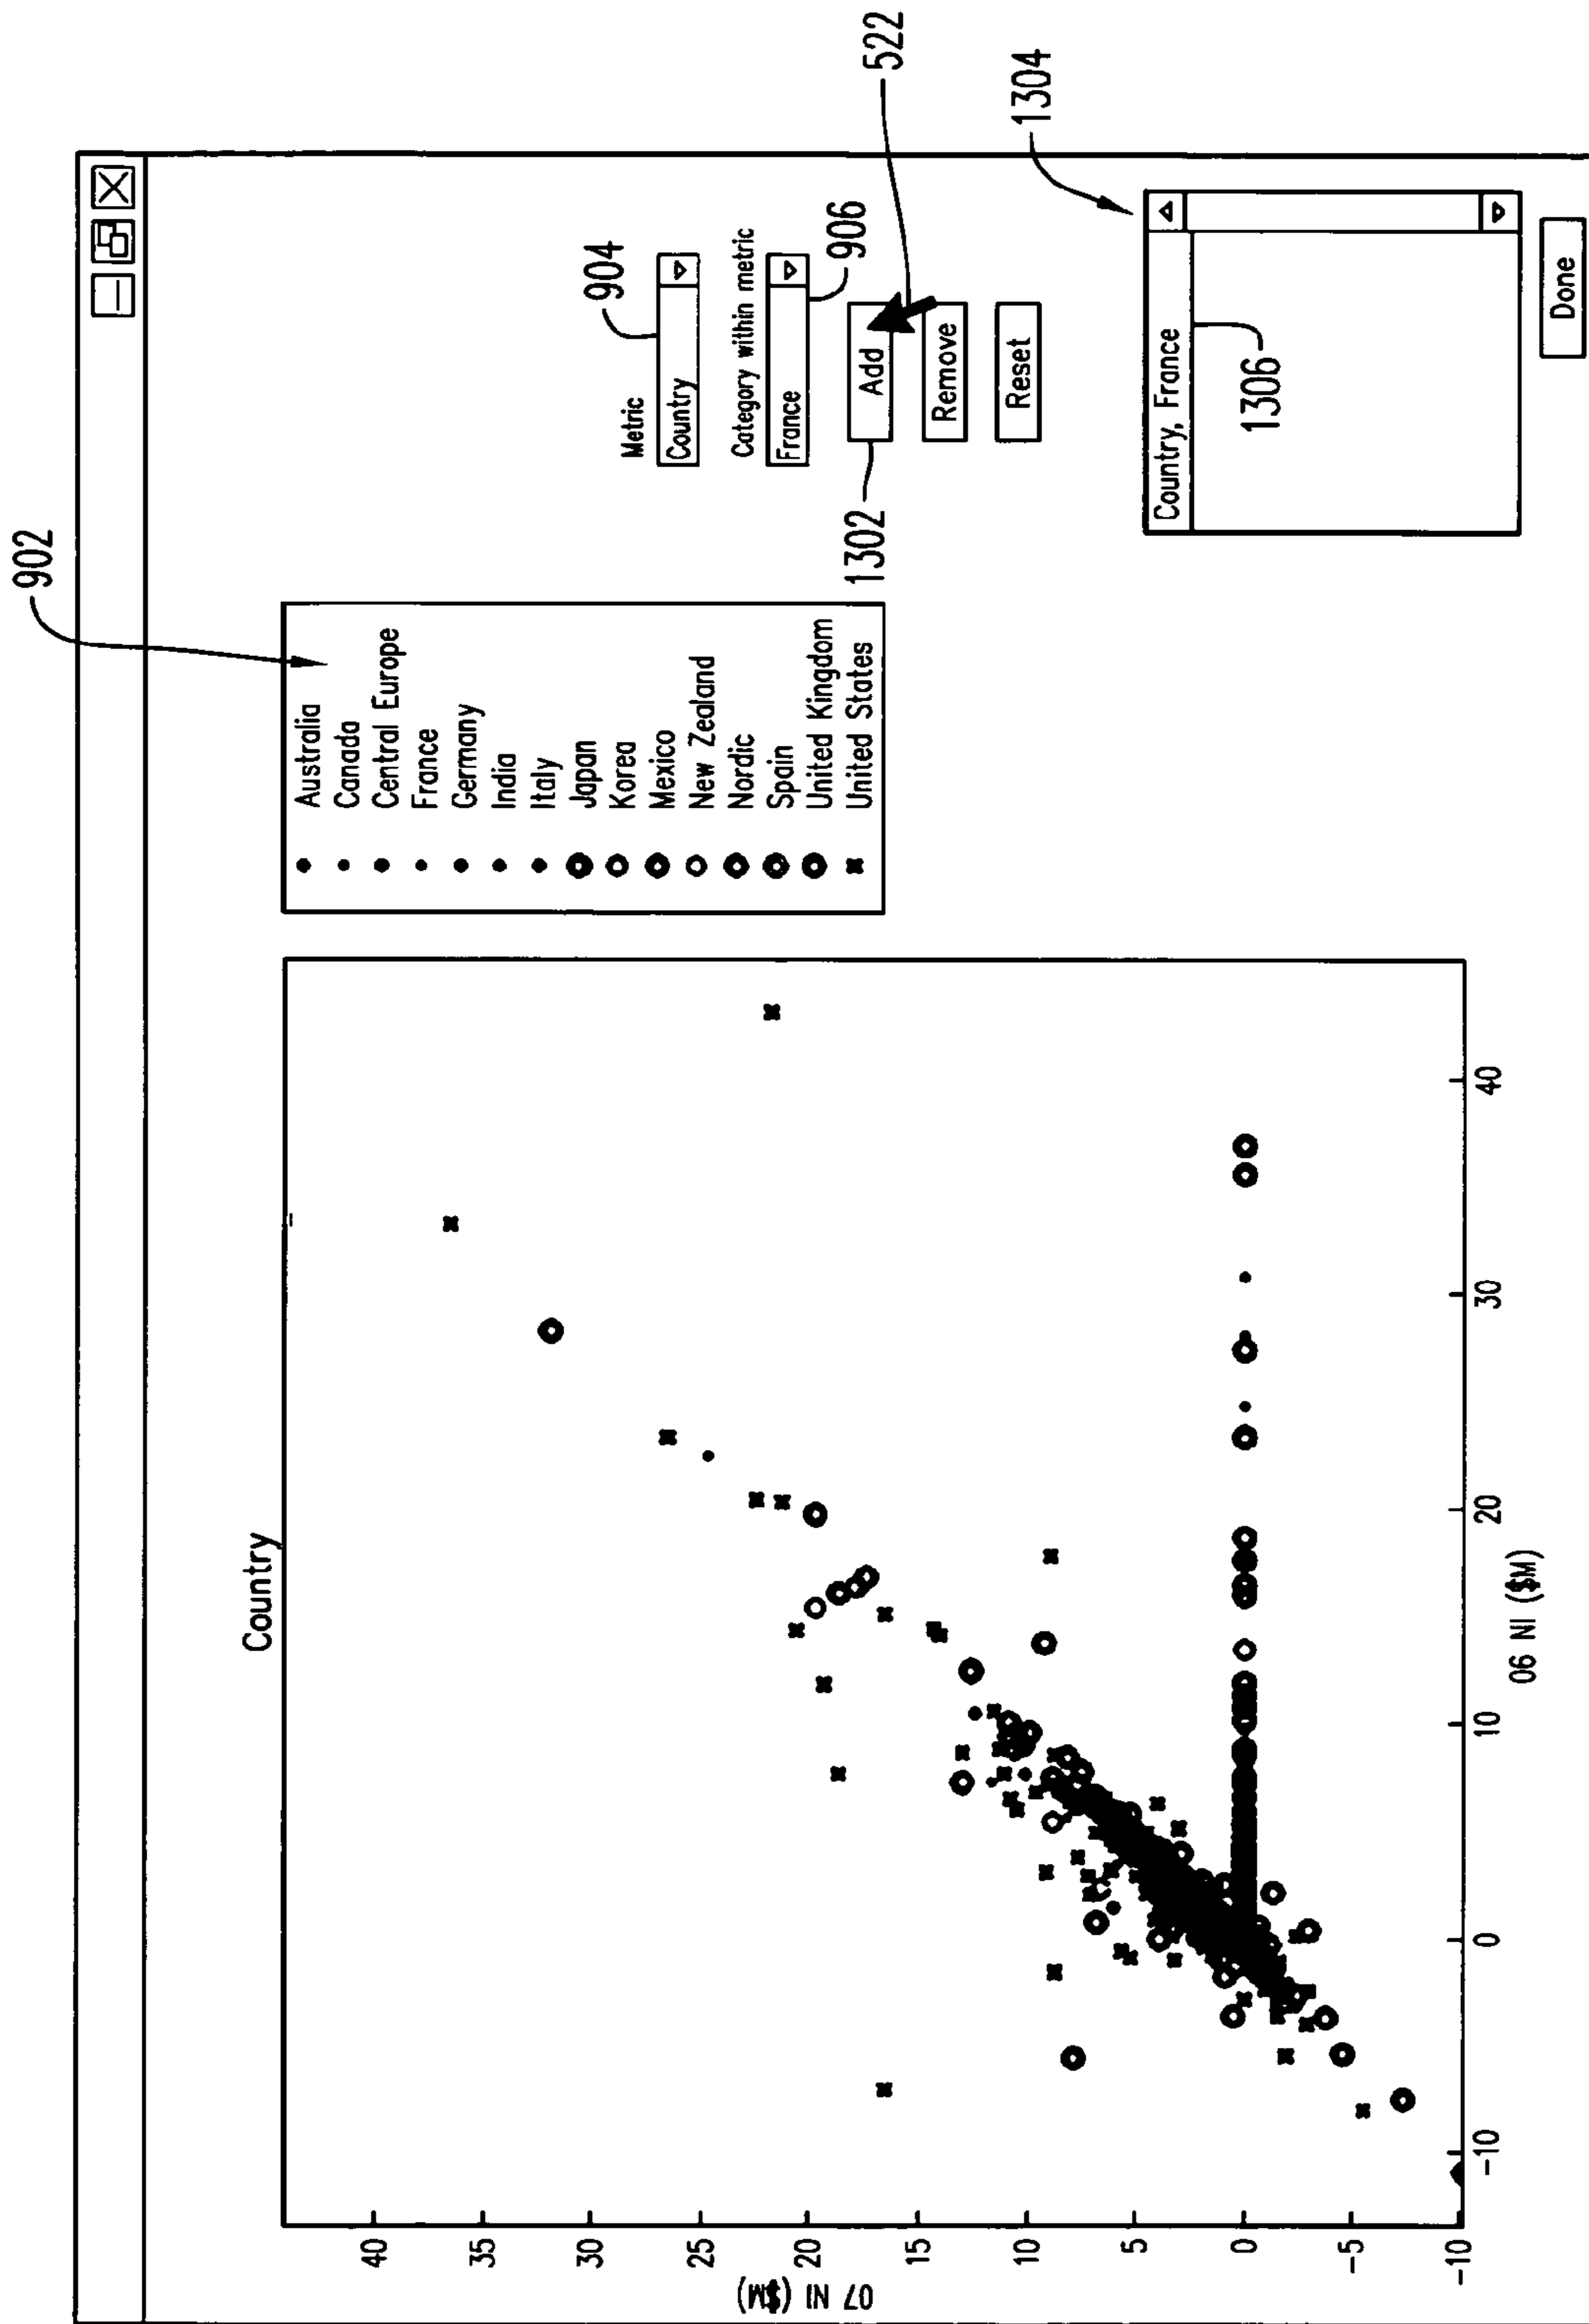 902
Country
07 NI ($M)
40
35
30
25
20
15
10
5
0
-5
-10
-10
0
10
20
30
40
06 NI ($M)
Australia
Canada
Central Europe
France
Germany
India
Italy
Japan
Korea
Mexico
New Zealand
Nordic
Spain
United Kingdom
United States
904
Metric
Country
Category within metric
France
906
1302
Add
522
Remove
Reset
1304
Country, France
1306
Done